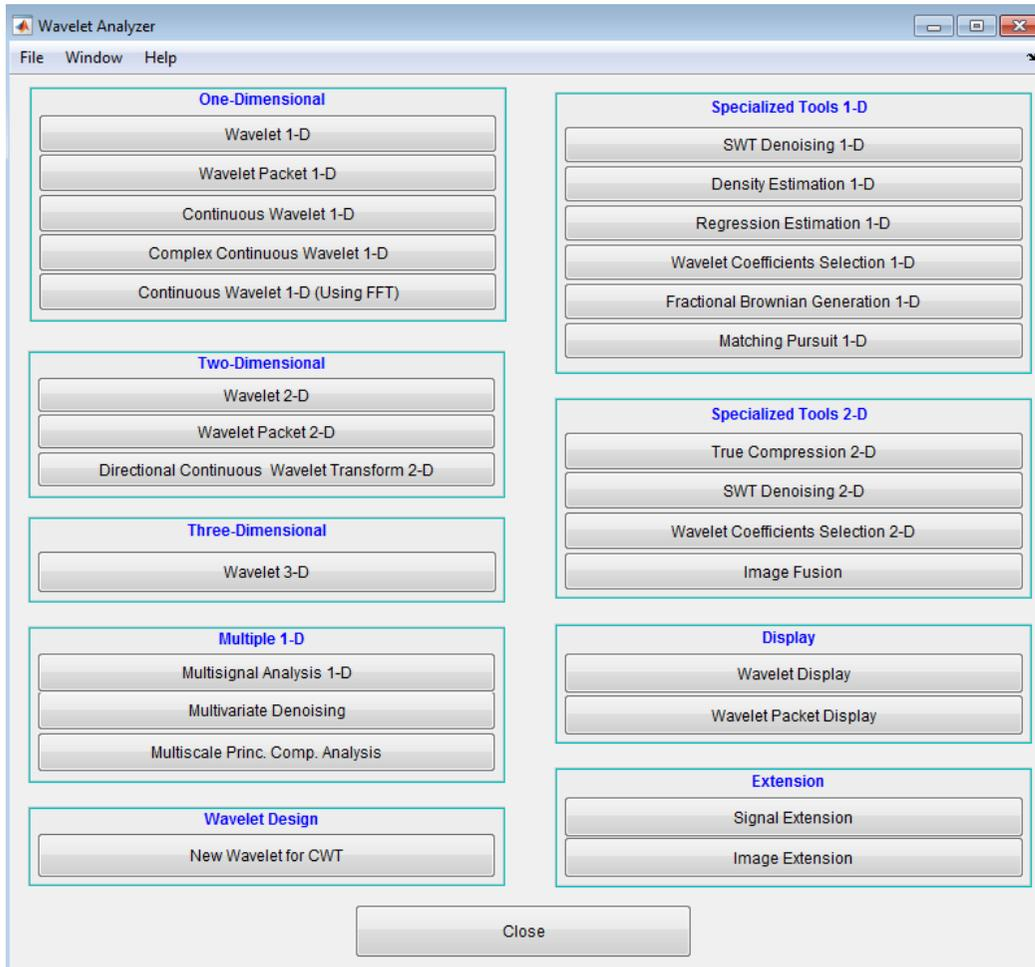 Wavelet Analyzer
File Window Help
One-Dimensional
Wavelet 1-D
Wavelet Packet 1-D
Continuous Wavelet 1-D
Complex Continuous Wavelet 1-D
Continuous Wavelet 1-D (Using FFT)
Two-Dimensional
Wavelet 2-D
Wavelet Packet 2-D
Directional Continuous  Wavelet Transform 2-D
Three-Dimensional
Wavelet 3-D
Multiple 1-D
Multisignal Analysis 1-D
Multivariate Denoising
Multiscale Princ. Comp. Analysis
Wavelet Design
New Wavelet for CWT
Specialized Tools 1-D
SWT Denoising 1-D
Density Estimation 1-D
Regression Estimation 1-D
Wavelet Coefficients Selection 1-D
Fractional Brownian Generation 1-D
Matching Pursuit 1-D
Specialized Tools 2-D
True Compression 2-D
SWT Denoising 2-D
Wavelet Coefficients Selection 2-D
Image Fusion
Display
Wavelet Display
Wavelet Packet Display
Extension
Signal Extension
Image Extension
Close